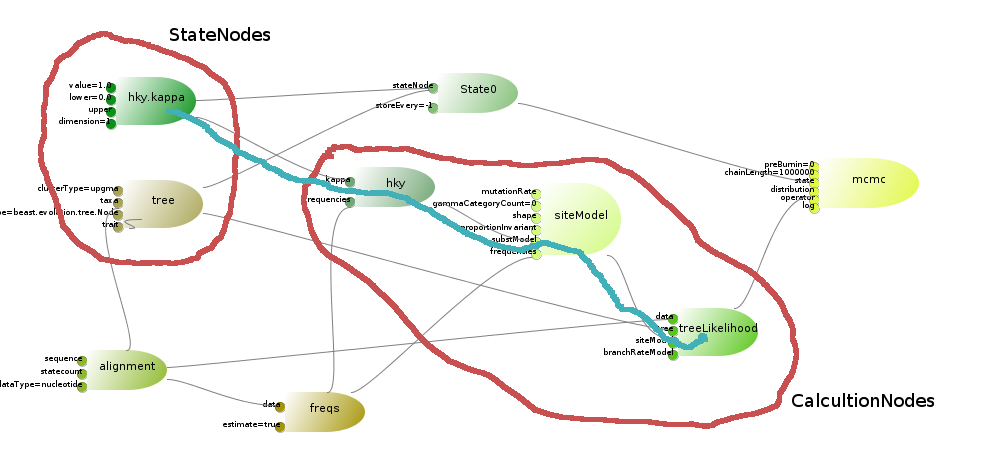 StateNodes
value=1.0
lower=0.0
upper
dimension=1
hky.kappa
stateNode
storeEvery=-1
State0
preBurnin=0
chainLength=1000000
state
distribution
operator
log
mcmc
clusterType=upgma
taxa
pe=beast.evolution.tree.Node
trait
tree
kappa
requencies
hky
mutationRate
gammaCategoryCount=0
shape
proportionInvariant
substModel
frequencies
siteModel
data
ree
siteMod
branchRateModel
treeLikelihood
sequence
statecount
dataType=nucleotide
alignment
data
estimate=true
freqs
CalcultionNodes